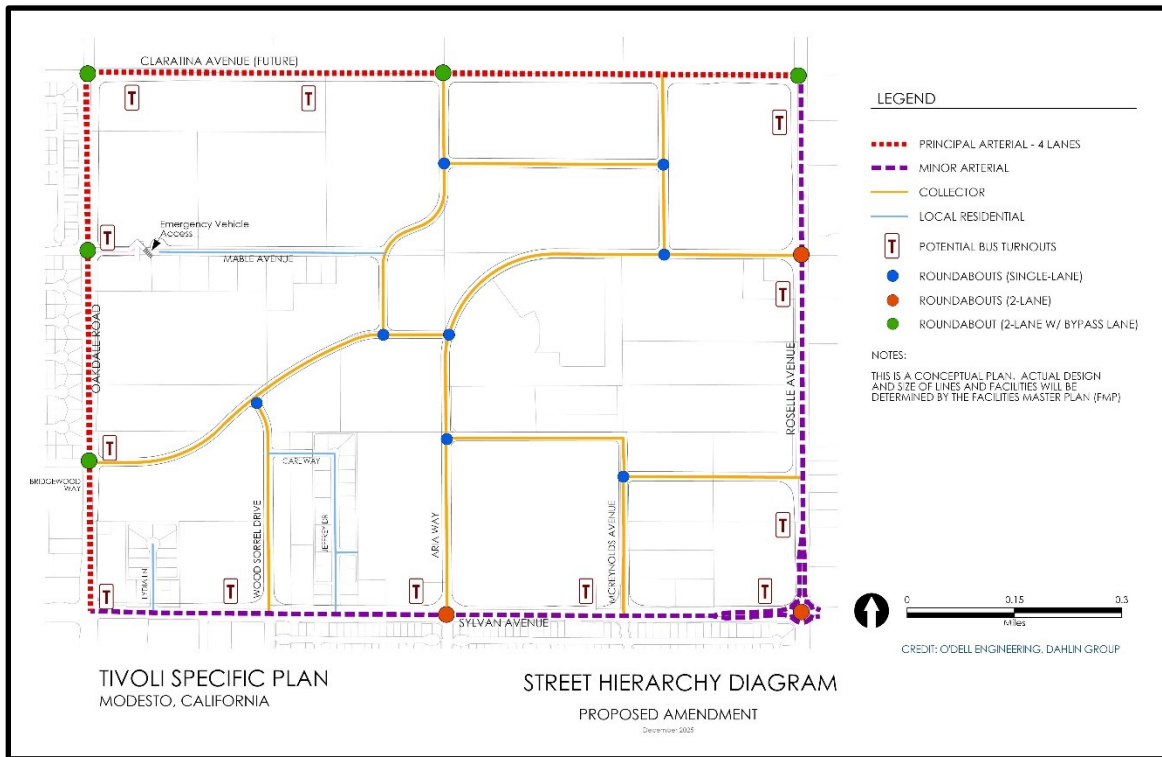 CLARATINA AVENUE (FUTURE)
T
T
T
T
Emergency Vehicle
Access
MABLE AVENUE
OAKDALE ROAD
T
ROSELLE AVENUE
T
BRIDGEWOOD
WAY
CARL WAY
WOOD SORREL DRIVE
JEFFREY DR
ARIA WAY
MCREYNOLDS AVENUE
T
LYDIA LN
T
T
T
T
T
SYLVAN AVENUE
LEGEND
PRINCIPAL ARTERIAL - 4 LANES
MINOR ARTERIAL
COLLECTOR
LOCAL RESIDENTIAL
T POTENTIAL BUS TURNOUTS
ROUNDABOUTS (SINGLE-LANE)
ROUNDABOUTS (2-LANE)
ROUNDABOUT (2-LANE W/ BYPASS LANE)
NOTES:
THIS IS A CONCEPTUAL PLAN. ACTUAL DESIGN
AND SIZE OF LINES AND FACILITIES WILL BE
DETERMINED BY THE FACILITIES MASTER PLAN (FMP)
0 0.15 0.3
Miles
CREDIT: O'DELL ENGINEERING, DAHLIN GROUP
TIVOLI SPECIFIC PLAN
MODESTO, CALIFORNIA
STREET HIERARCHY DIAGRAM
PROPOSED AMENDMENT
December 2025